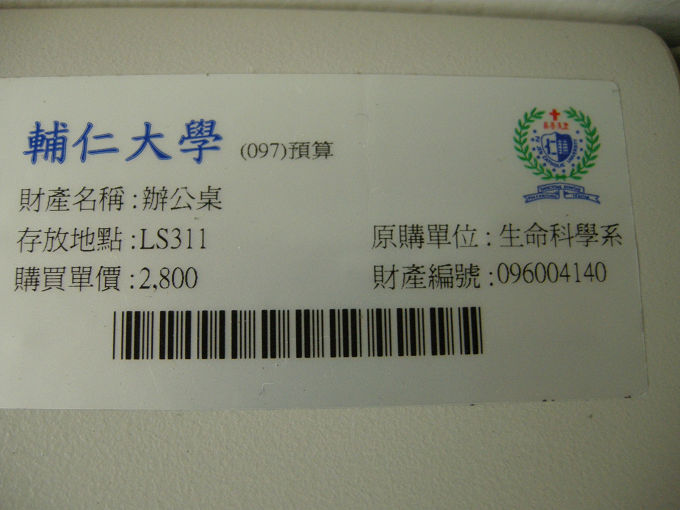 輔仁大學 (097)預算
財產名稱:辦公桌
存放地點:LS311 原購單位:生命科學系
購買單價:2,800 財產編號:096004140